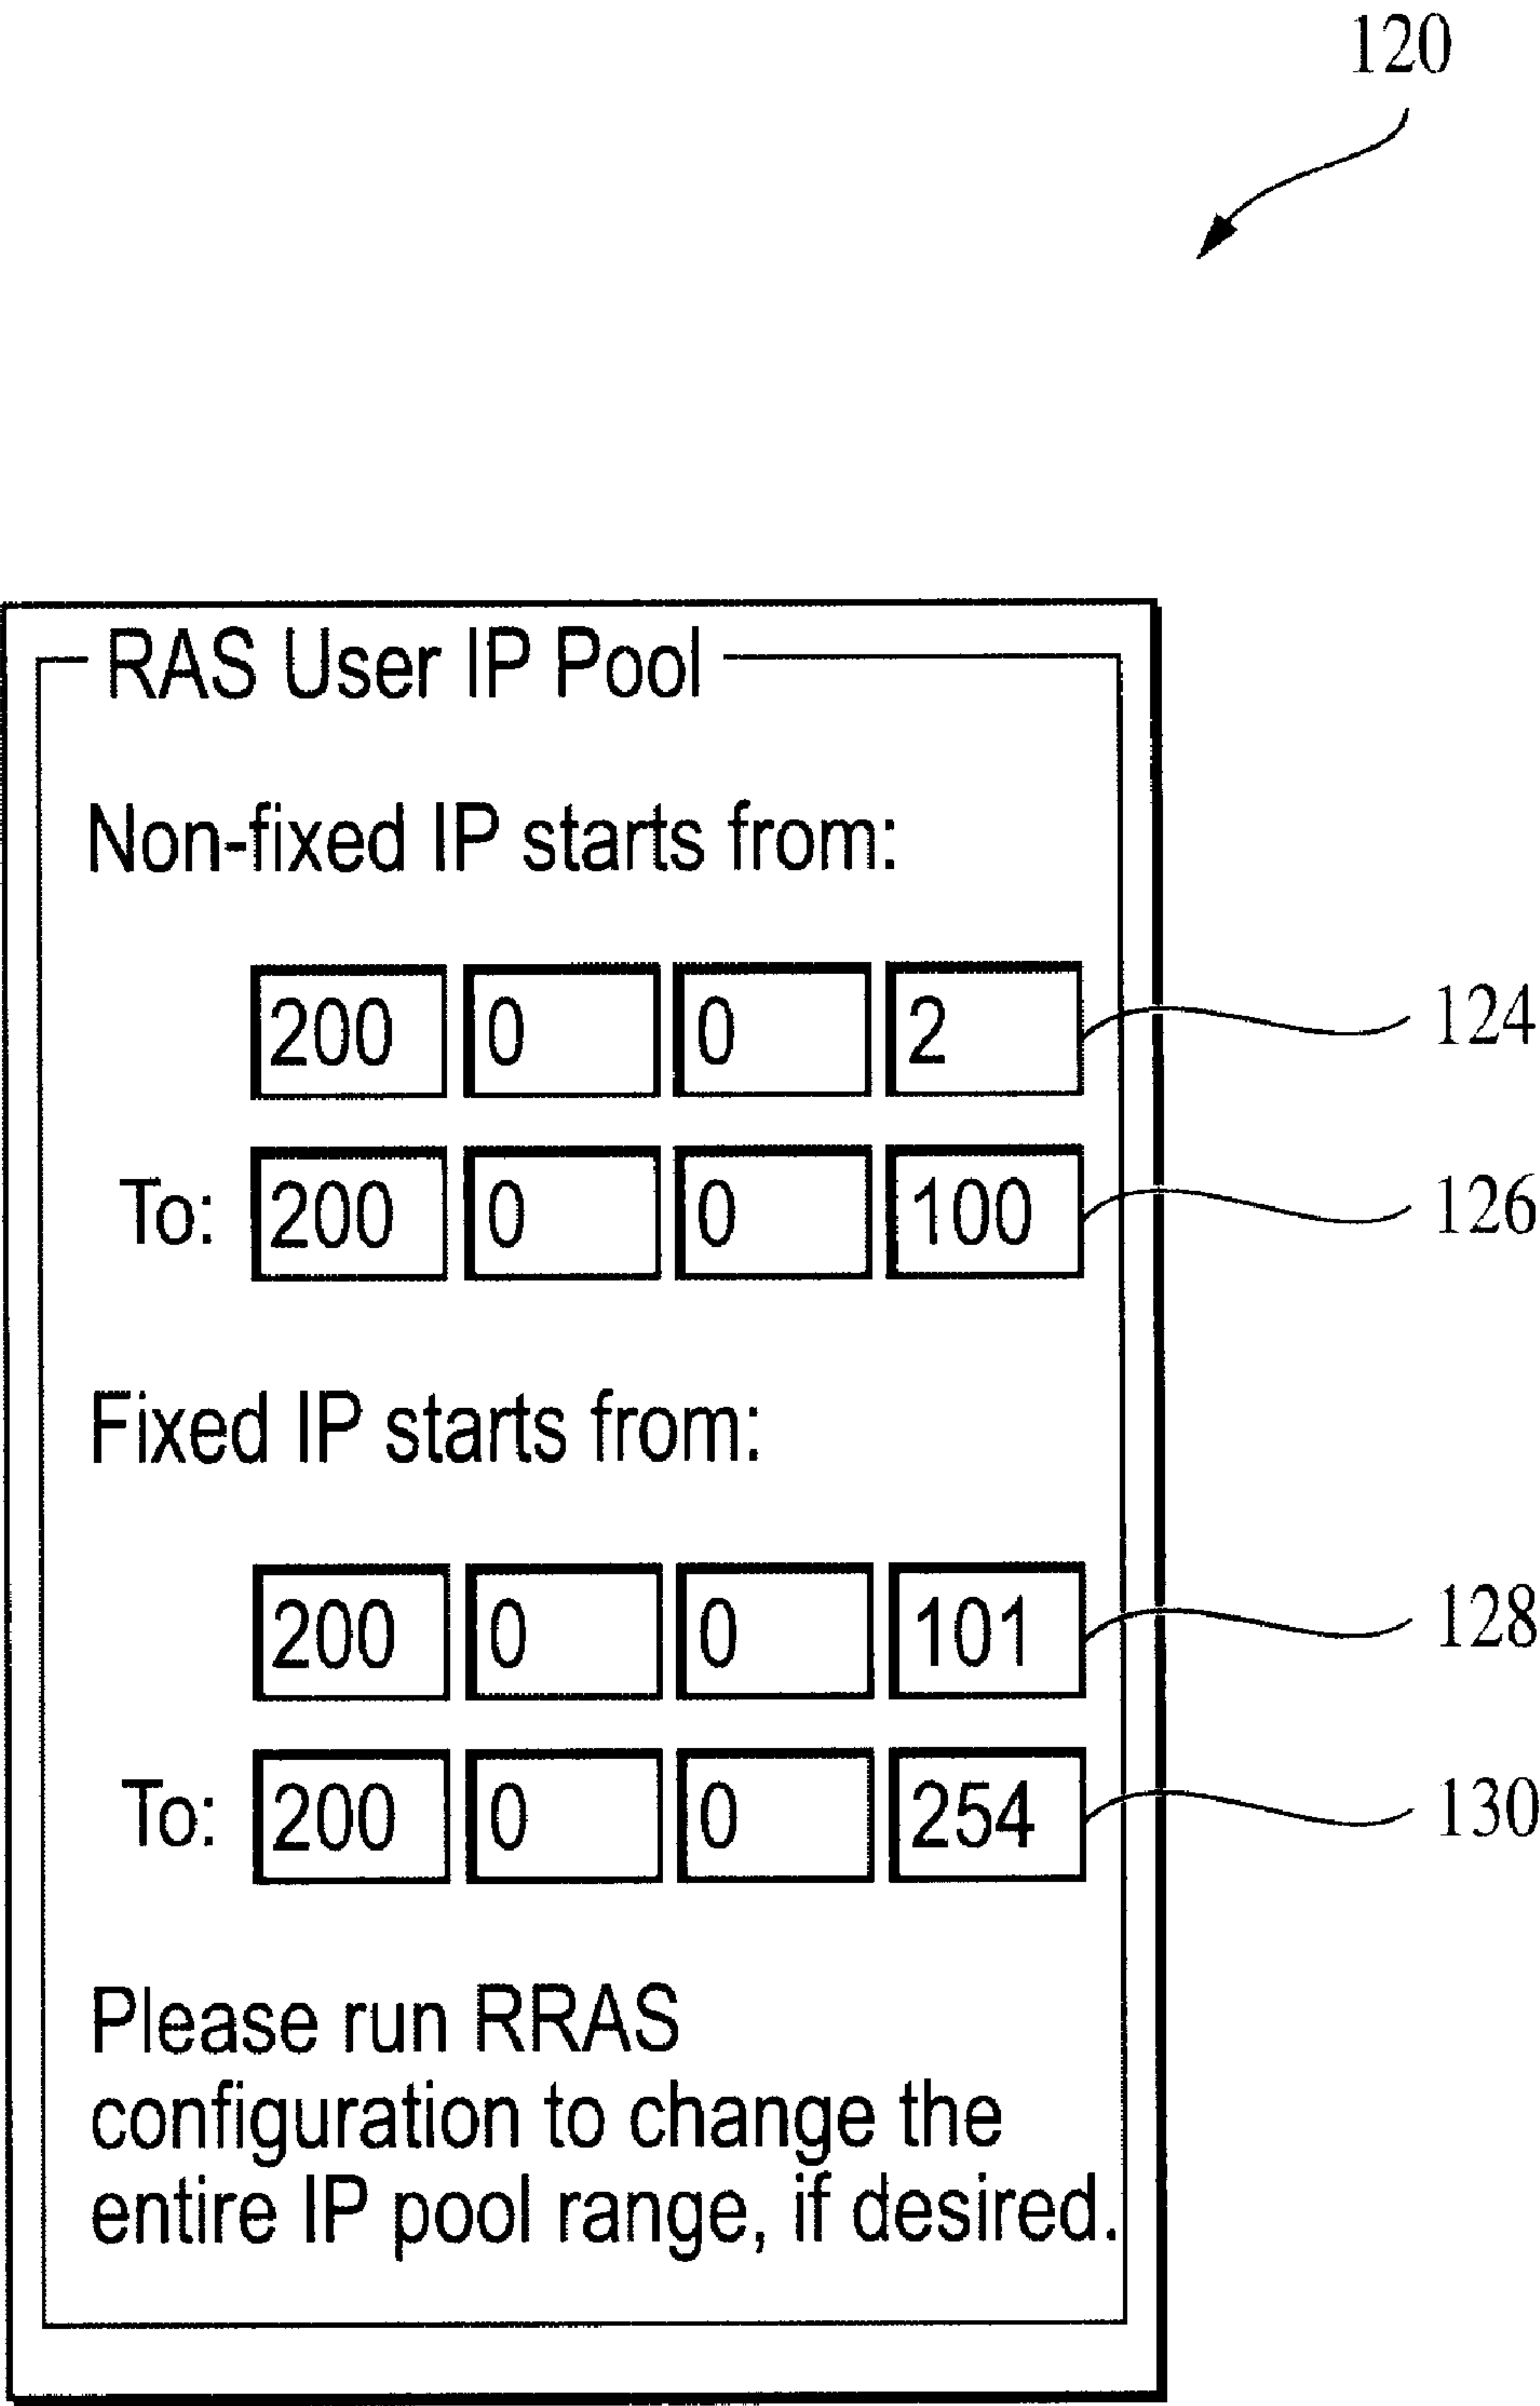 120
RAS User IP Pool
Non-fixed IP starts from:
200 0 0 2 124
To: 200 0 0 100 126
Fixed IP starts from:
200 0 0 101 128
To: 200 0 0 254 130
Please run RRAS
configuration to change the
entire IP pool range, if desired.